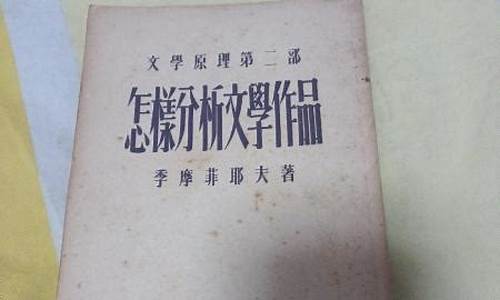 文學原理第二部
怎樣分析文學作品
季摩菲耶夫著